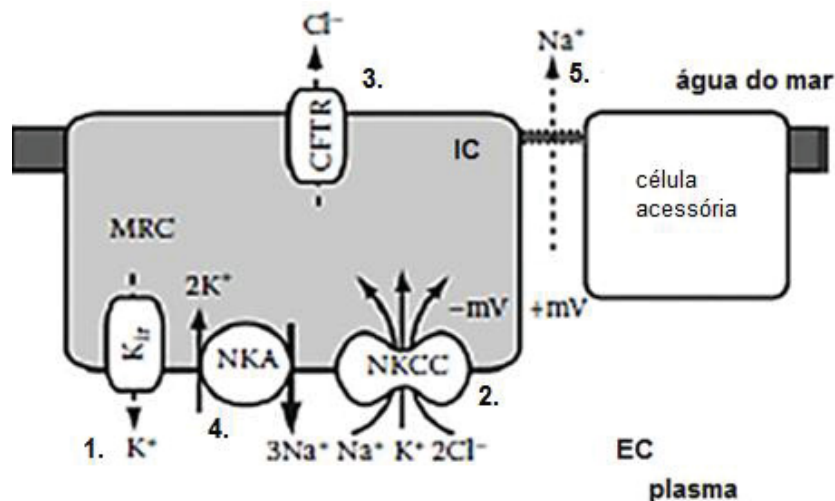 Cl⁻
3.
CFTR
Na⁺
5.
água do mar
IC
célula
acessória
MRC
2K⁺
-mV
+mV
Kir
NKA
NKCC
2.
1.
K⁺
4.
3Na⁺ Na⁺ K⁺ 2Cl⁻
EC
plasma